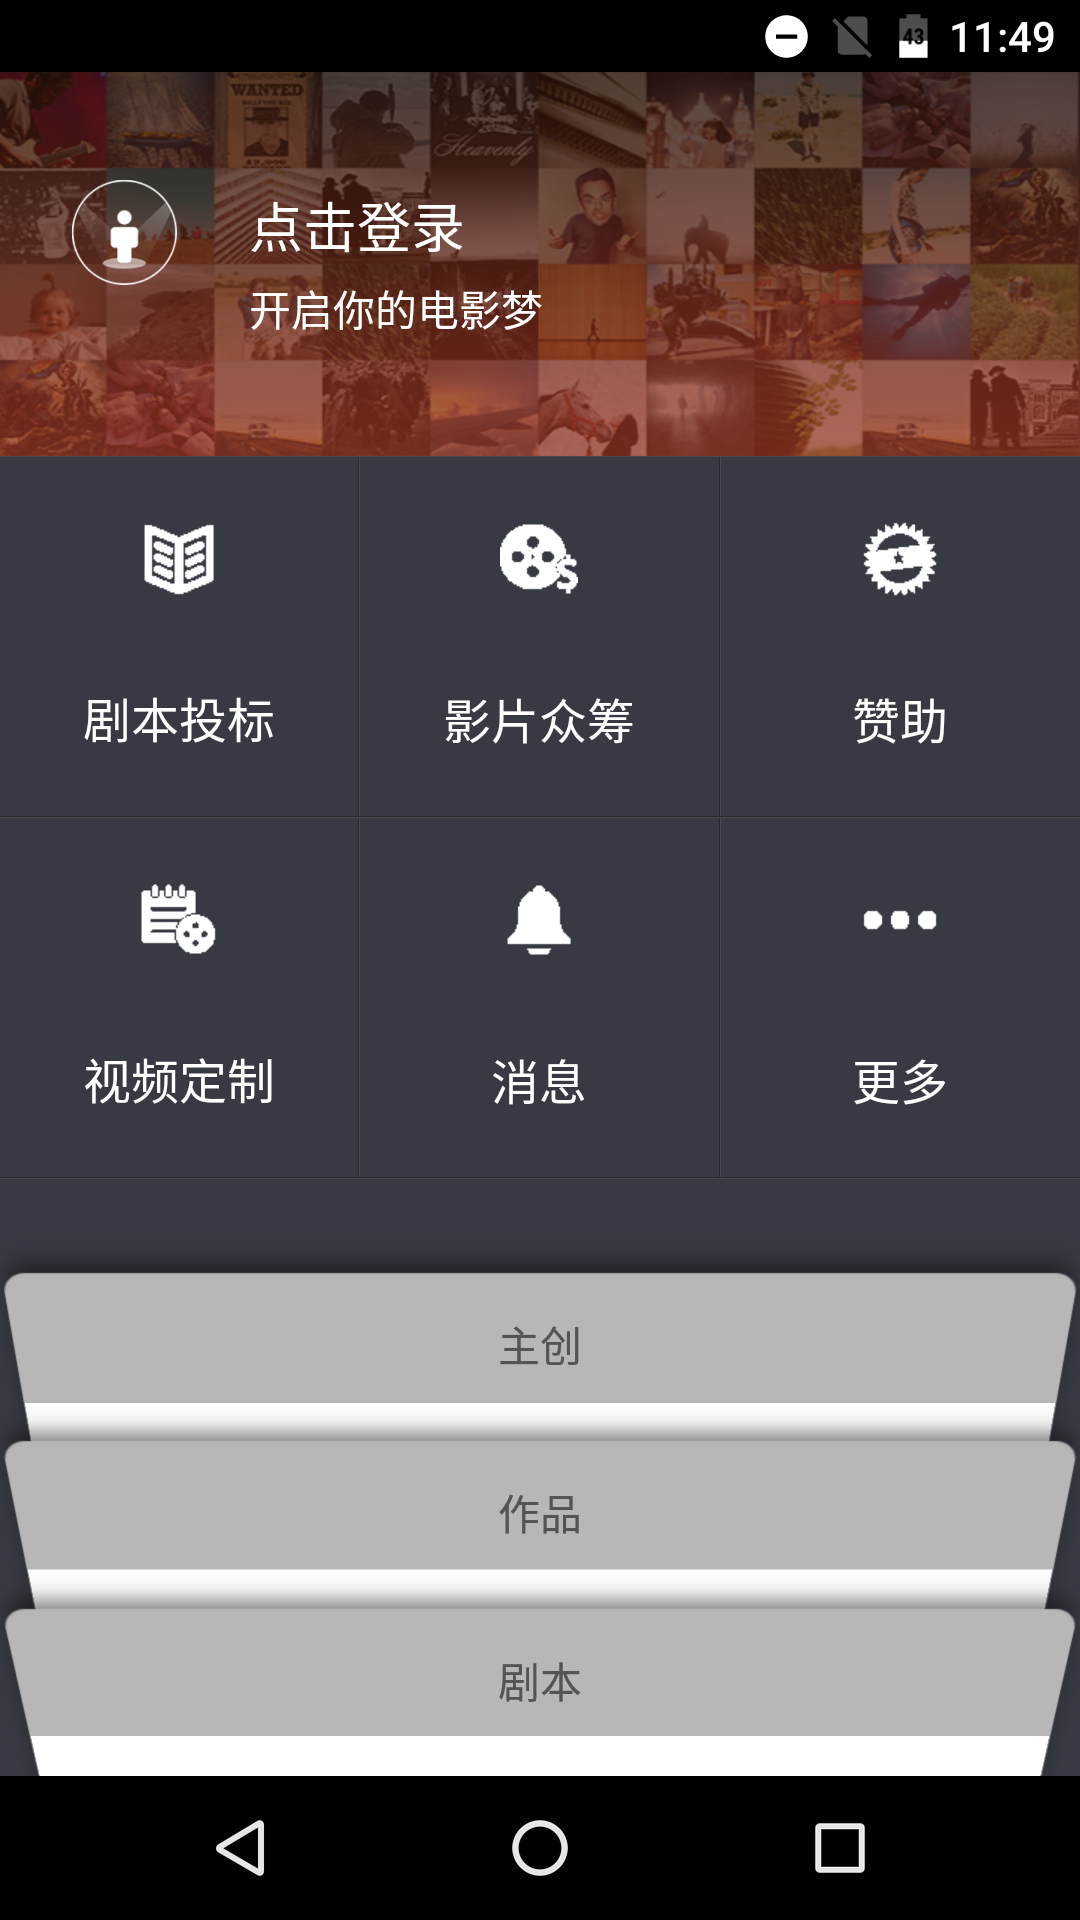 43 11:49
WANTED
Heavenly
点击登录
开启你的电影梦
剧本投标
影片众筹
赞助
视频定制
消息
更多
主创
作品
剧本